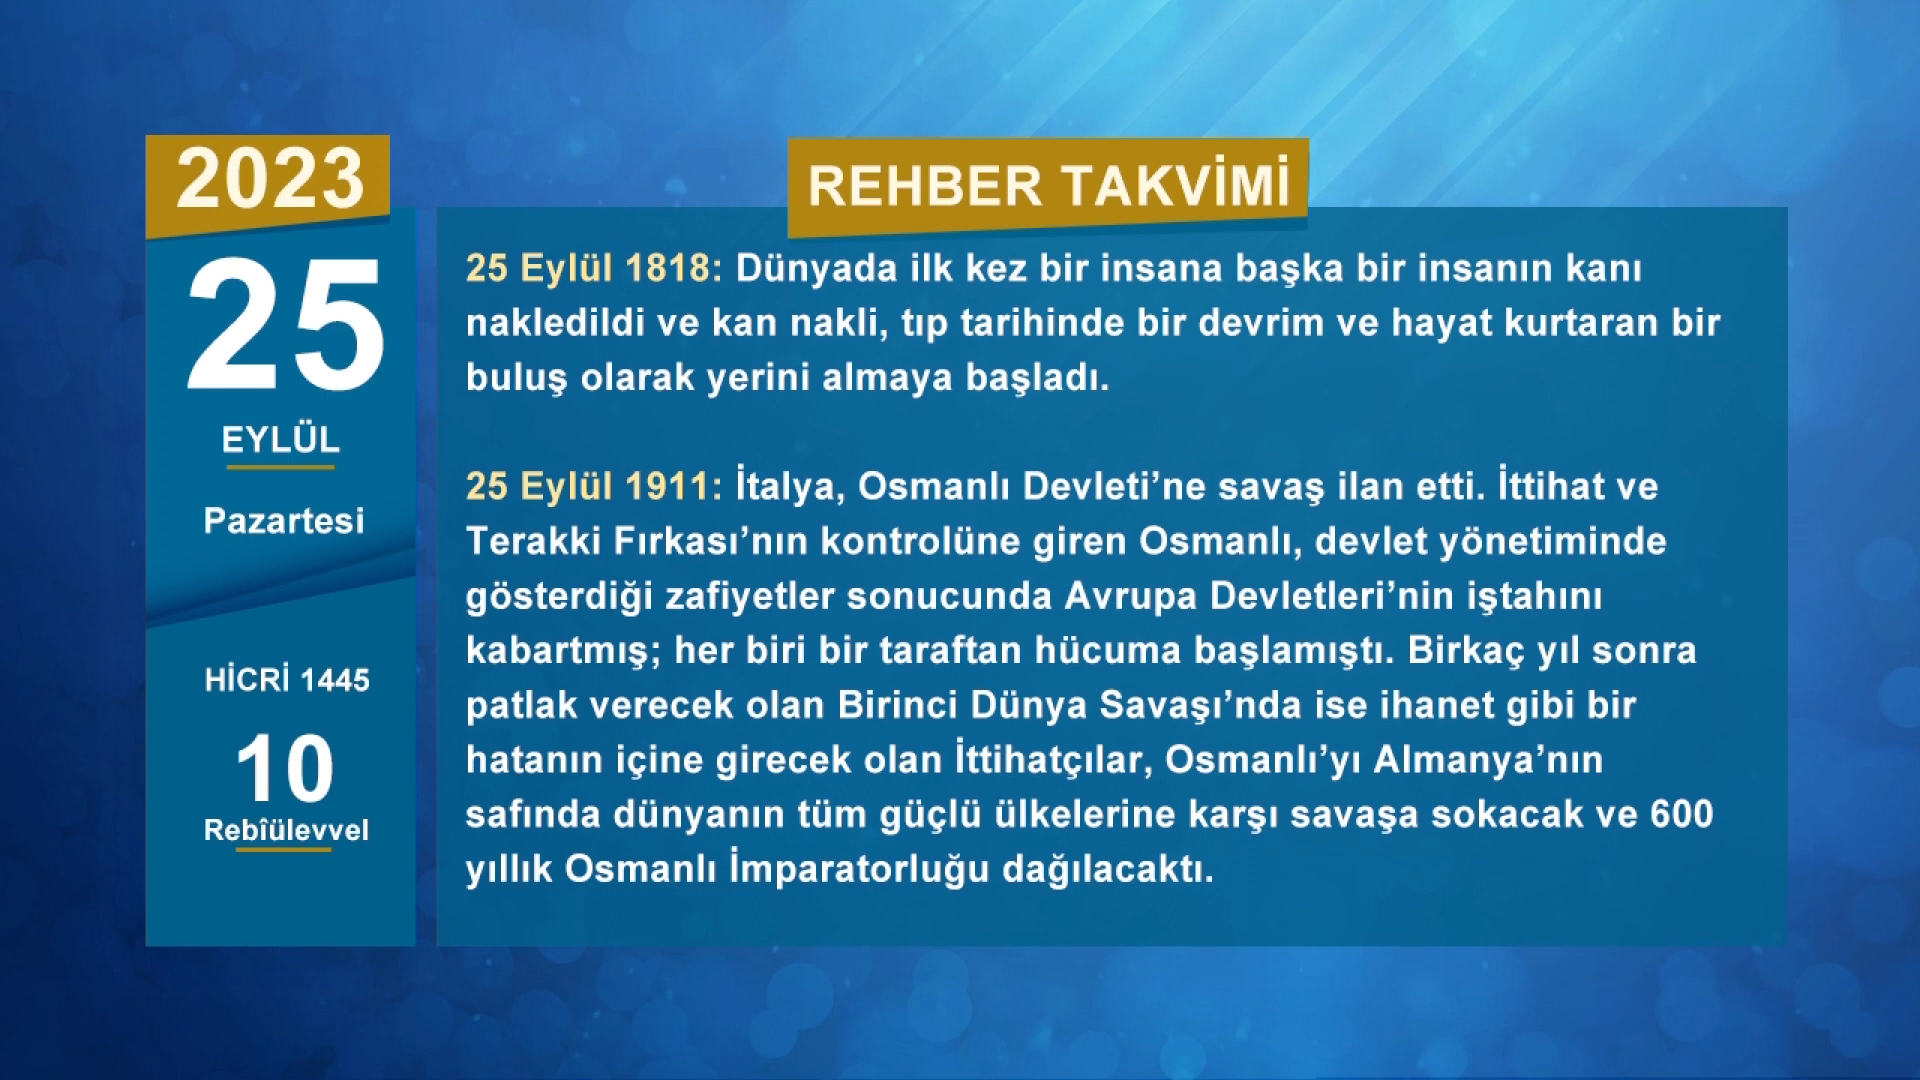 2023
25
EYLÜL
Pazartesi
HİCRİ 1445
10
Rebîülevvel
REHBER TAKVİMİ
25 Eylül 1818: Dünyada ilk kez bir insana başka bir insanın kanı
nakledildi ve kan nakli, tıp tarihinde bir devrim ve hayat kurtaran bir
buluş olarak yerini almaya başladı.
25 Eylül 1911: İtalya, Osmanlı Devleti’ne savaş ilan etti. İttihat ve
Terakki Fırkası’nın kontrolüne giren Osmanlı, devlet yönetiminde
gösterdiği zafiyetler sonucunda Avrupa Devletleri’nin iştahını
kabartmış; her biri bir taraftan hücuma başlamıştı. Birkaç yıl sonra
patlak verecek olan Birinci Dünya Savaşı’nda ise ihanet gibi bir
hatanın içine girecek olan İttihatçılar, Osmanlı’yı Almanya’nın
safında dünyanın tüm güçlü ülkelerine karşı savaşa sokacak ve 600
yıllık Osmanlı İmparatorluğu dağılacaktı.